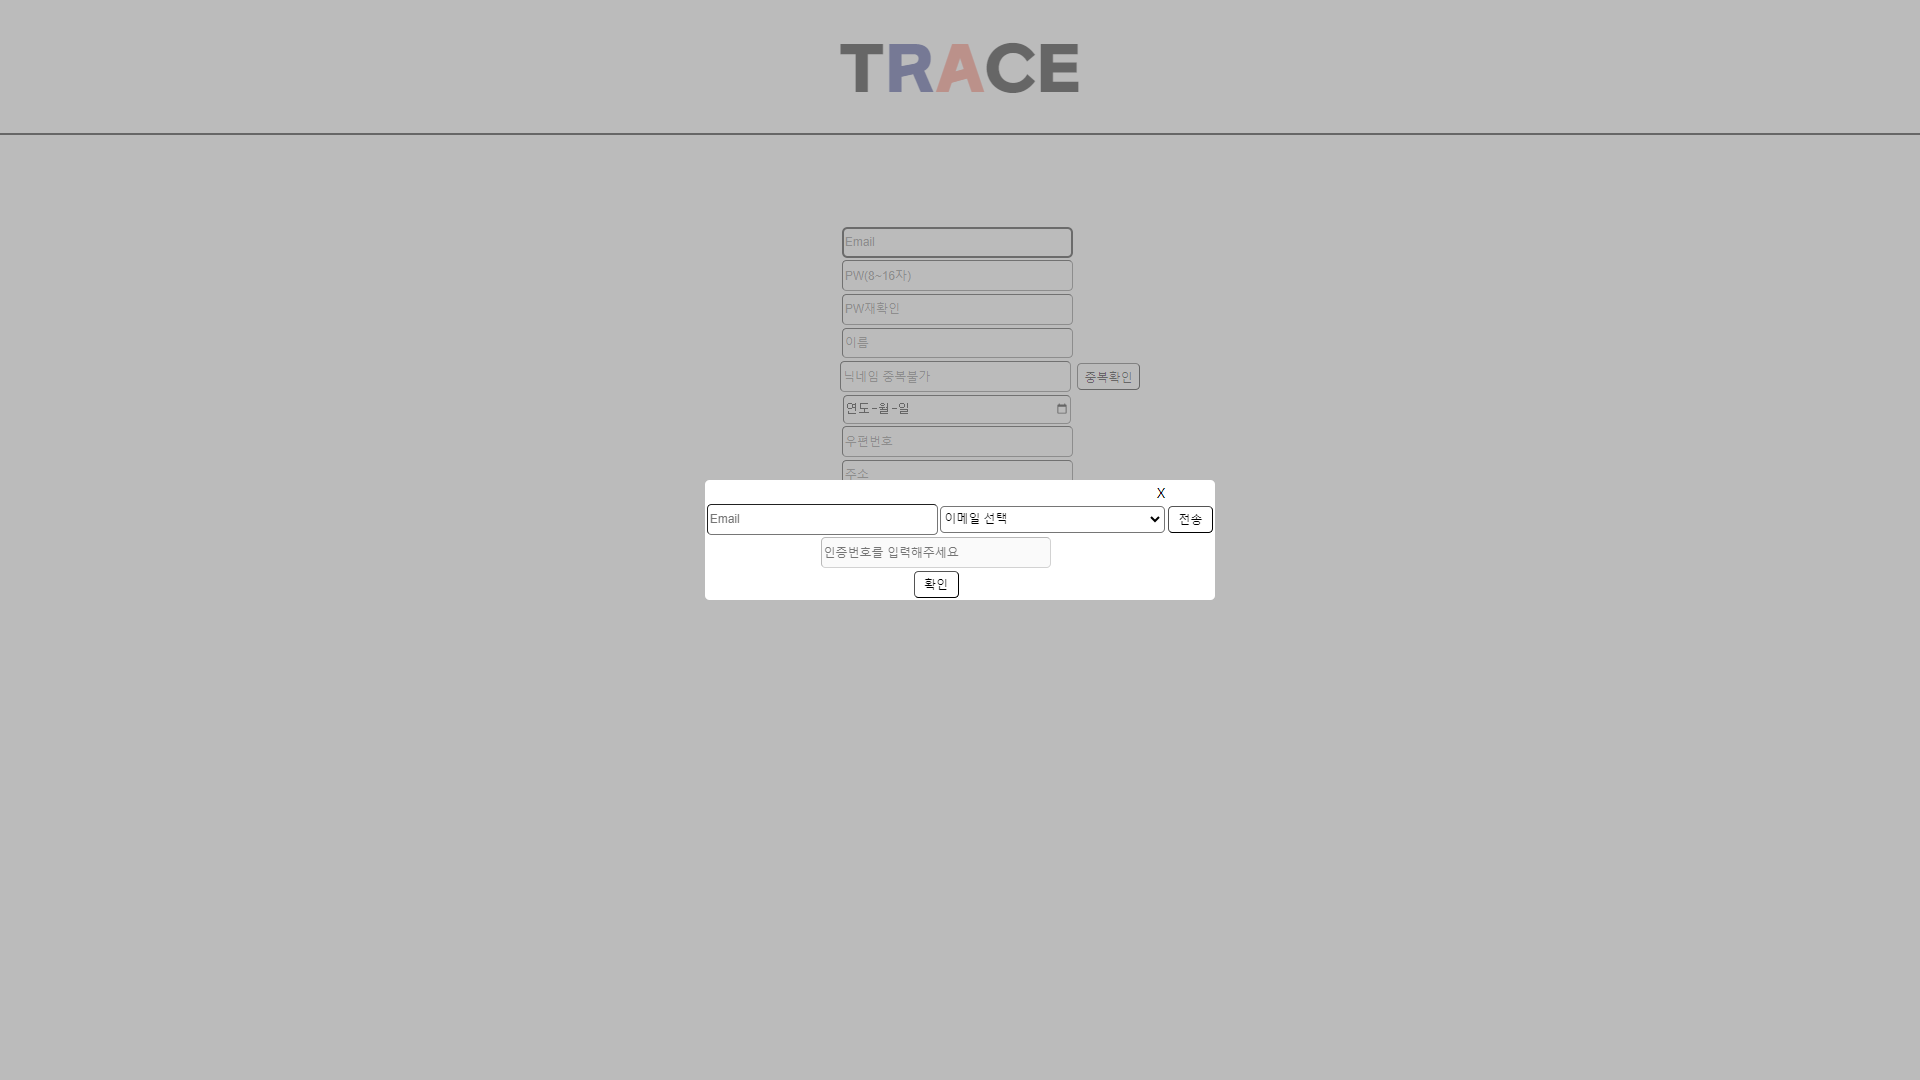 TRACE
Email
PW(8~16자)
PW재확인
이름
닉네임 중복불가 중복확인
연도-월-일
우편번호
주소
X
Email 이메일 선택 전송
인증번호를 입력해주세요
확인